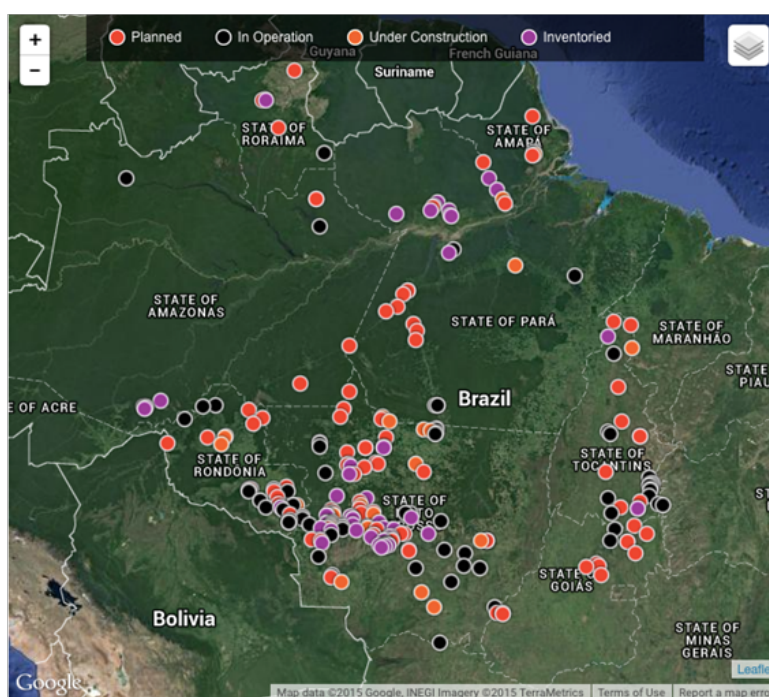 +
Planned
In Operation
Under Construction
Inventoried
−
Guyana
French Guiana
Suriname
STATE OF
RORAIMA
STATE OF
AMAPÁ
STATE OF
AMAZONAS
STATE OF PARÁ
STATE OF
MARANHÃO
STATE OF
PIAU
Brazil
E OF ACRE
STATE OF
RONDÔNIA
STATE OF
TOCANTINS
STATE OF
STATE OF
GOIÁS
Bolivia
STATE OF
MINAS
GERAIS
Leafle
Google
Map data ©2015 Google, INEGI Imagery ©2015 TerraMetrics
Terms of Use
Report a map erro